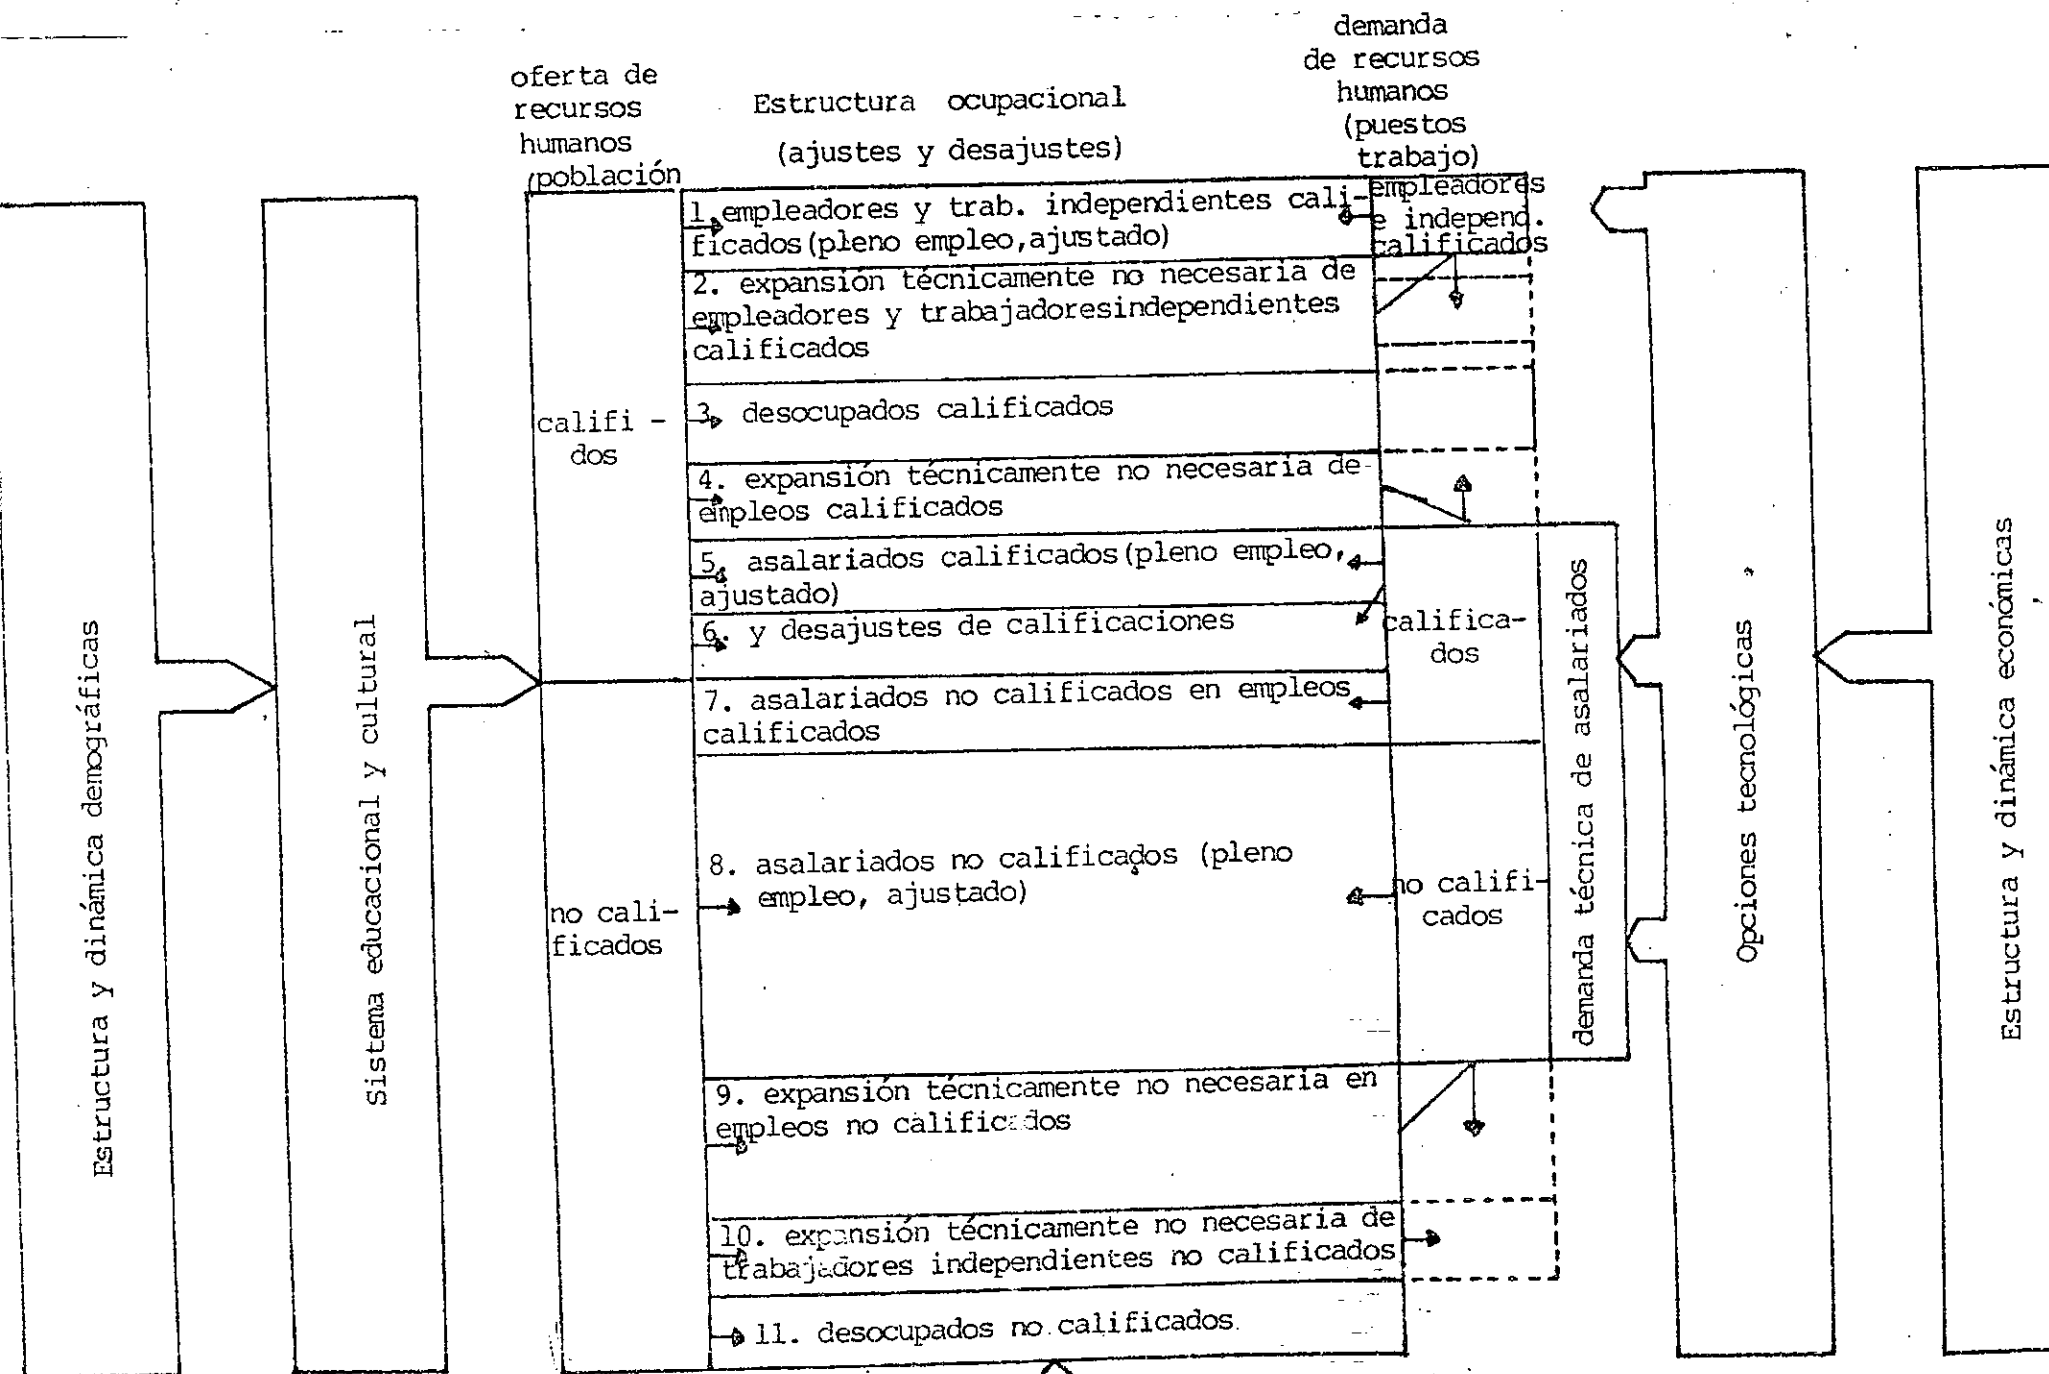 oferta de
recursos
humanos
(población
Estructura ocupacional
(ajustes y desajustes)
demanda
de recursos
humanos
(puestos
trabajo)
1. empleadores y trab. independientes cali-
ficados(pleno empleo,ajustado)
empleadores
e independ.
calificados
2. expansión técnicamente no necesaria de
empleadores y trabajadoresindependientes
calificados
3. desocupados calificados
califi -
dos
4. expansión técnicamente no necesaria de
empleos calificados
5. asalariados calificados(pleno empleo,
ajustado)
6. y desajustes de calificaciones
califica-
dos
7. asalariados no calificados en empleos
calificados
8. asalariados no calificados (pleno
empleo, ajustado)
no cali-
ficados
no califi-
cados
9. expansión técnicamente no necesaria en
empleos no calificados
10. expansión técnicamente no necesaria de
trabajadores independientes no calificados
11. desocupados no calificados
Estructura y dinámica demográficas
Sistema educacional y cultural
demanda técnica de asalariados
Opciones tecnológicas
Estructura y dinámica económicas